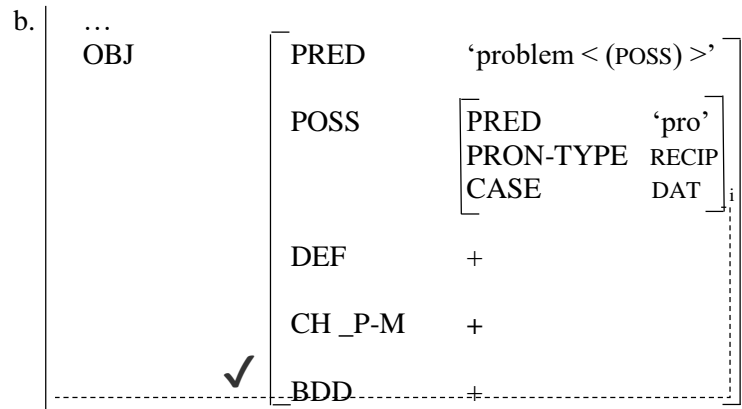 b. …
OBJ PRED ‘problem < (POSS) >’
POSS PRED ‘pro’
PRON-TYPE RECIP
CASE DAT i
DEF +
CH _P-M +
✓ BDD +